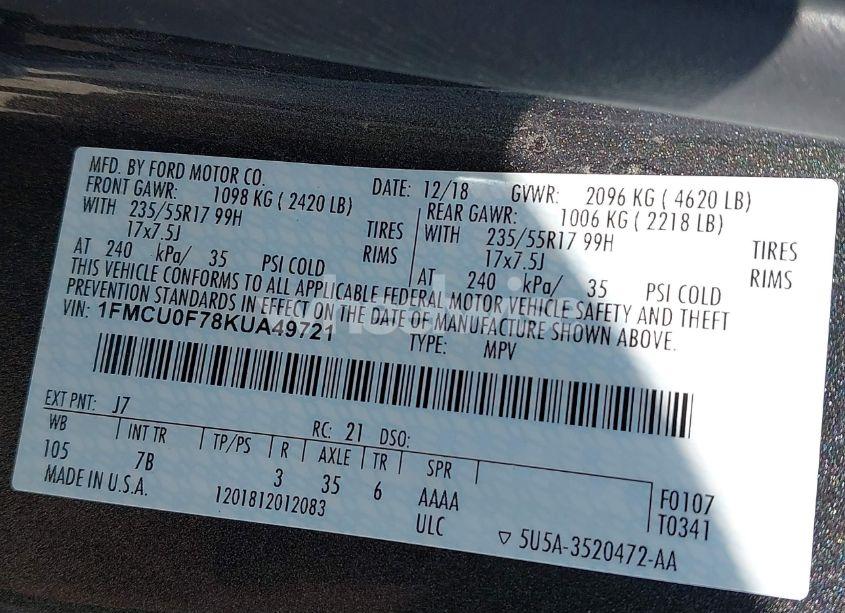 MFD. BY FORD MOTOR CO. DATE: 12/18 GVWR: 2096 KG ( 4620 LB)
FRONT GAWR: 1098 KG ( 2420 LB) REAR GAWR: 1006 KG ( 2218 LB)
WITH 235/55R17 99H TIRES WITH 235/55R17 99H TIRES
17x7.5J RIMS 17x7.5J RIMS
AT 240 kPa/ 35 PSI COLD AT 240 kPa/ 35 PSI COLD
THIS VEHICLE CONFORMS TO ALL APPLICABLE FEDERAL MOTOR VEHICLE SAFETY AND THEFT
PREVENTION STANDARDS IN EFFECT ON THE DATE OF MANUFACTURE SHOWN ABOVE.
VIN: 1FMCU0F78KUA49721 TYPE: MPV
EXT PNT: J7 RC: 21 DSO:
WB INT TR TP/PS R AXLE TR SPR
105 7B 3 35 6 AAAA F0107
MADE IN U.S.A. 1201812012083 ULC T0341
5U5A-3520472-AA